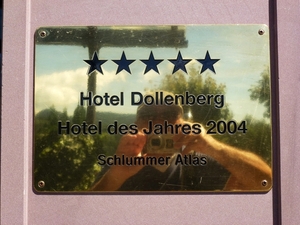 ★★★★★
Hotel Dollenberg
Hotel des Jahres 2004
Schlummer Atlas